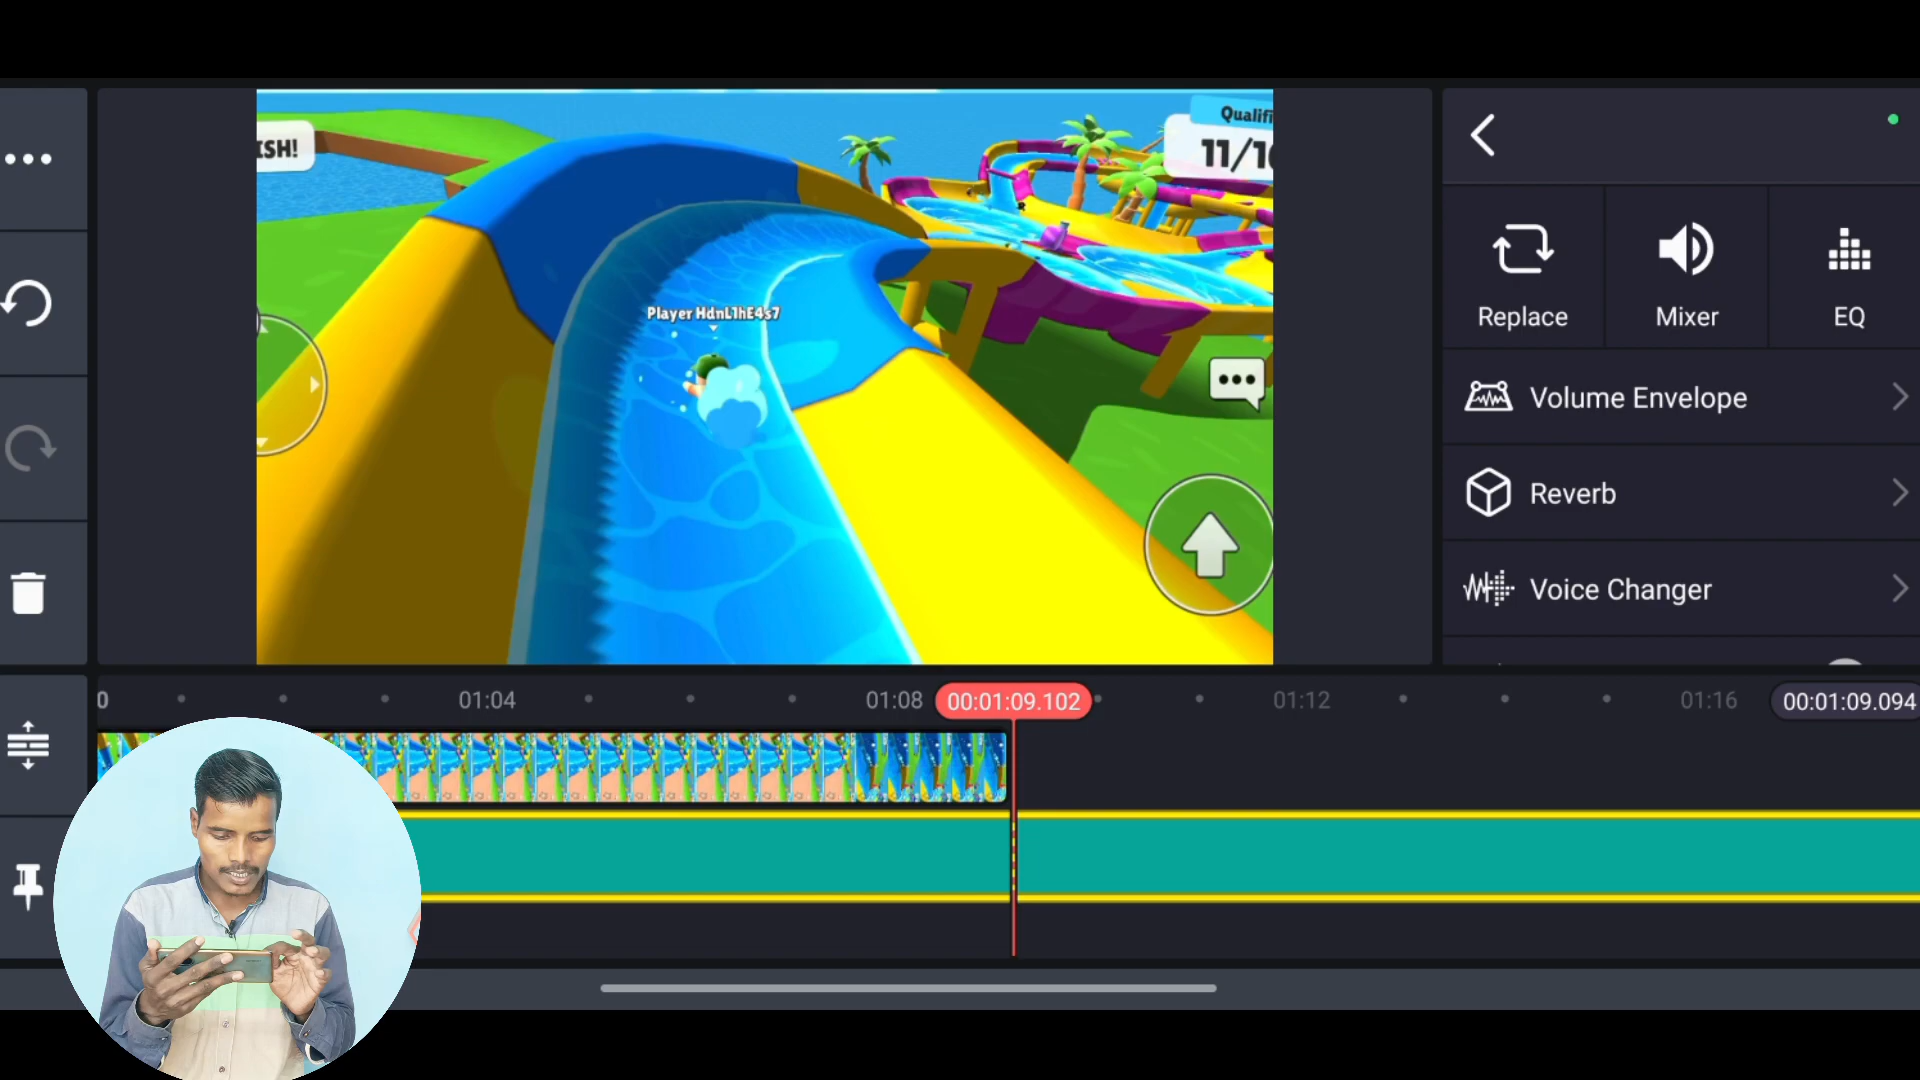 ISH!
Qualifi
11/1
Player HdnL1hE4s7
Replace
Mixer
EQ
Volume Envelope
Reverb
Voice Changer
0
01:04
01:08
00:01:09.102
01:12
01:16
00:01:09.094